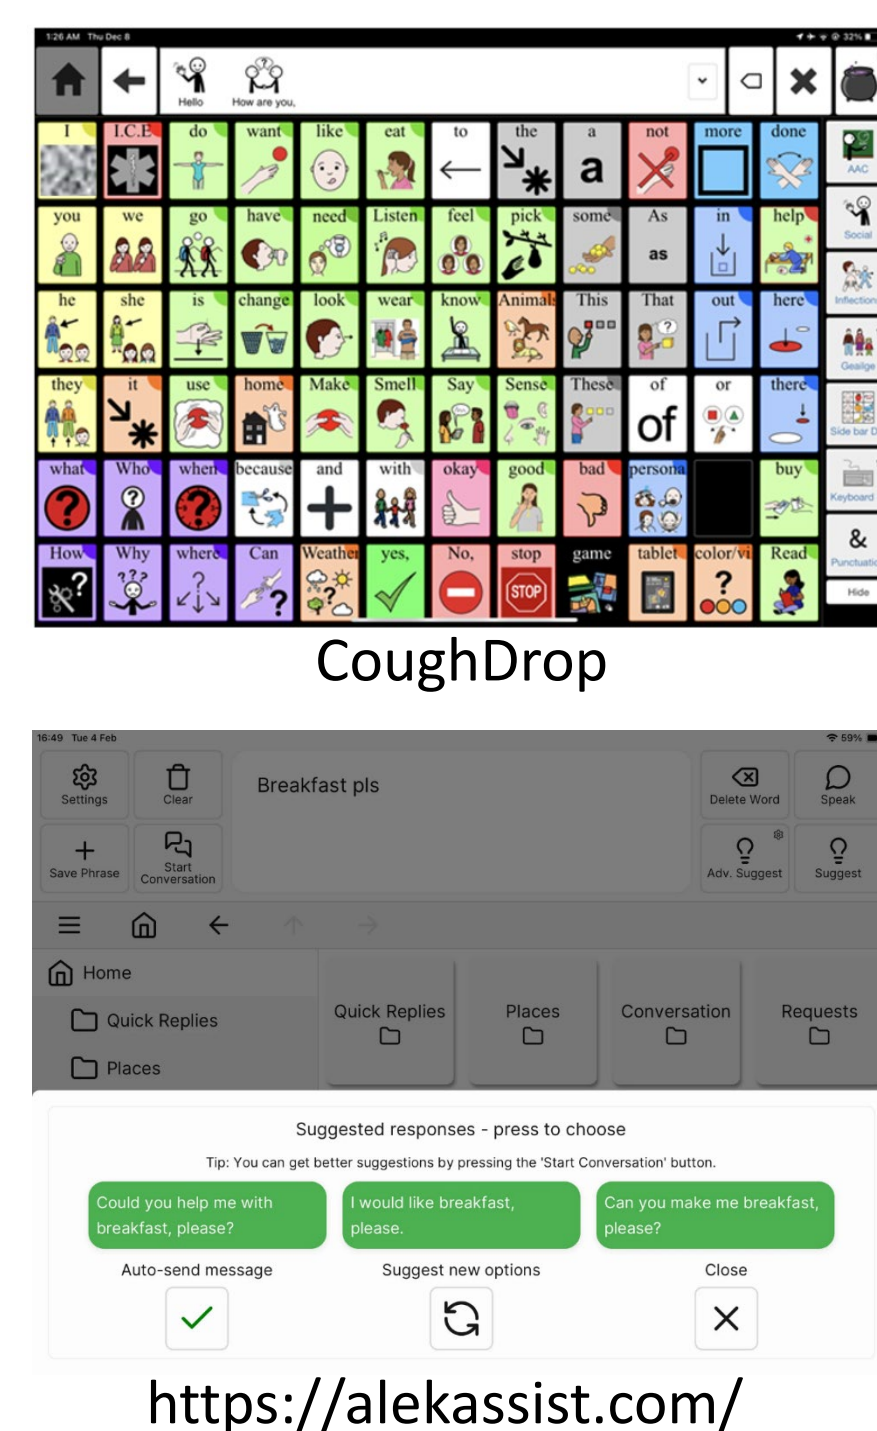 1:26 AM Thu Dec 8
32%
Hello How are you,
I I.C.E do want like eat to the a not more done
a
AAC
you we go have need Listen feel pick some As in help
as
Social
he she is change look wear know Animals This That out here
Inflection
Geailge
they it use home Make Smell Say Sense These of or there
of
Side bar D
what Who when because and with okay good bad persona buy
Keyboard
How Why where Can Weather yes, No, stop game tablet color/vi Read
STOP
&
Punctuatic
Hide
CoughDrop
16:49 Tue 4 Feb
59%
Settings Clear Breakfast pls Delete Word Speak
Save Phrase Start Conversation Adv. Suggest Suggest
Home
Quick Replies Places Conversation Requests
Quick Replies
Places
Suggested responses - press to choose
Tip: You can get better suggestions by pressing the 'Start Conversation' button.
Could you help me with
breakfast, please?
I would like breakfast,
please.
Can you make me breakfast,
please?
Auto-send message Suggest new options Close
https://alekassist.com/